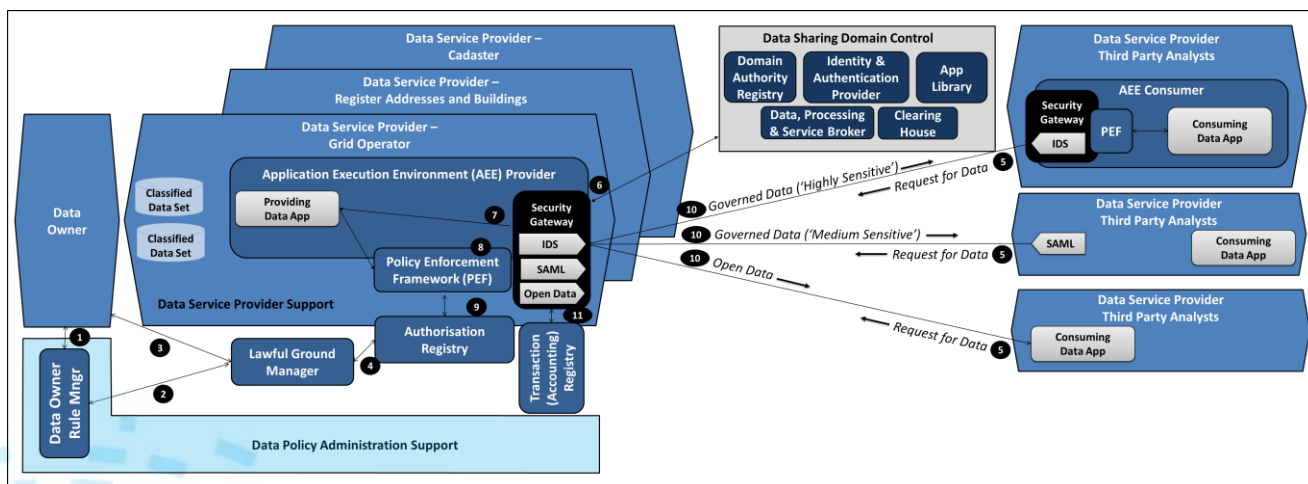 Data Service Provider –
Cadaster
Data Service Provider –
Register Addresses and Buildings
Data Service Provider –
Grid Operator
Application Execution Environment (AEE) Provider
Classified
Data Set
Classified
Data Set
Providing
Data App
7
6
Security
Gateway
IDS
SAML
Open Data
8
Policy Enforcement
Framework (PEF)
Data Service Provider Support
9
11
Data
Owner
1
3
2
4
Lawful Ground
Manager
Authorisation
Registry
Transaction
(Accounting)
Registry
Data Owner
Rule Mngr
Data Policy Administration Support
Data Sharing Domain Control
Domain
Authority
Registry
Identity &
Authentication
Provider
App
Library
Data, Processing
& Service Broker
Clearing
House
10 Governed Data ('Highly Sensitive')
Request for Data 5
10 Governed Data ('Medium Sensitive')
Request for Data 5
10 Open Data
Request for Data 5
Data Service Provider
Third Party Analysts
AEE Consumer
Security
Gateway
IDS
PEF
Consuming
Data App
Data Service Provider
Third Party Analysts
SAML
Consuming
Data App
Data Service Provider
Third Party Analysts
Consuming
Data App